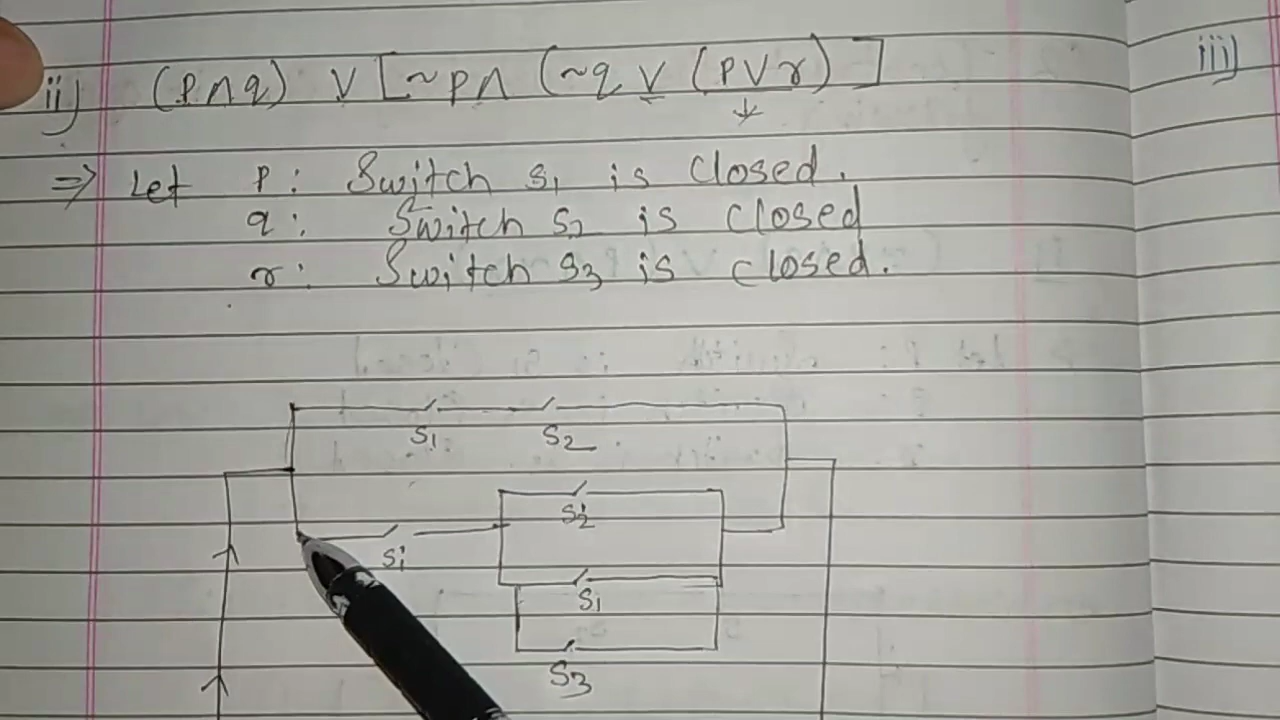 ii) (p∧q) ∨ [~p∧ (~q ∨ (p∨r) ]
iii)
⇒ Let p: Switch s1 is closed.
q: Switch s2 is closed
r: Switch s3 is closed.
S1 S2
S2'
S1'
S1
S3